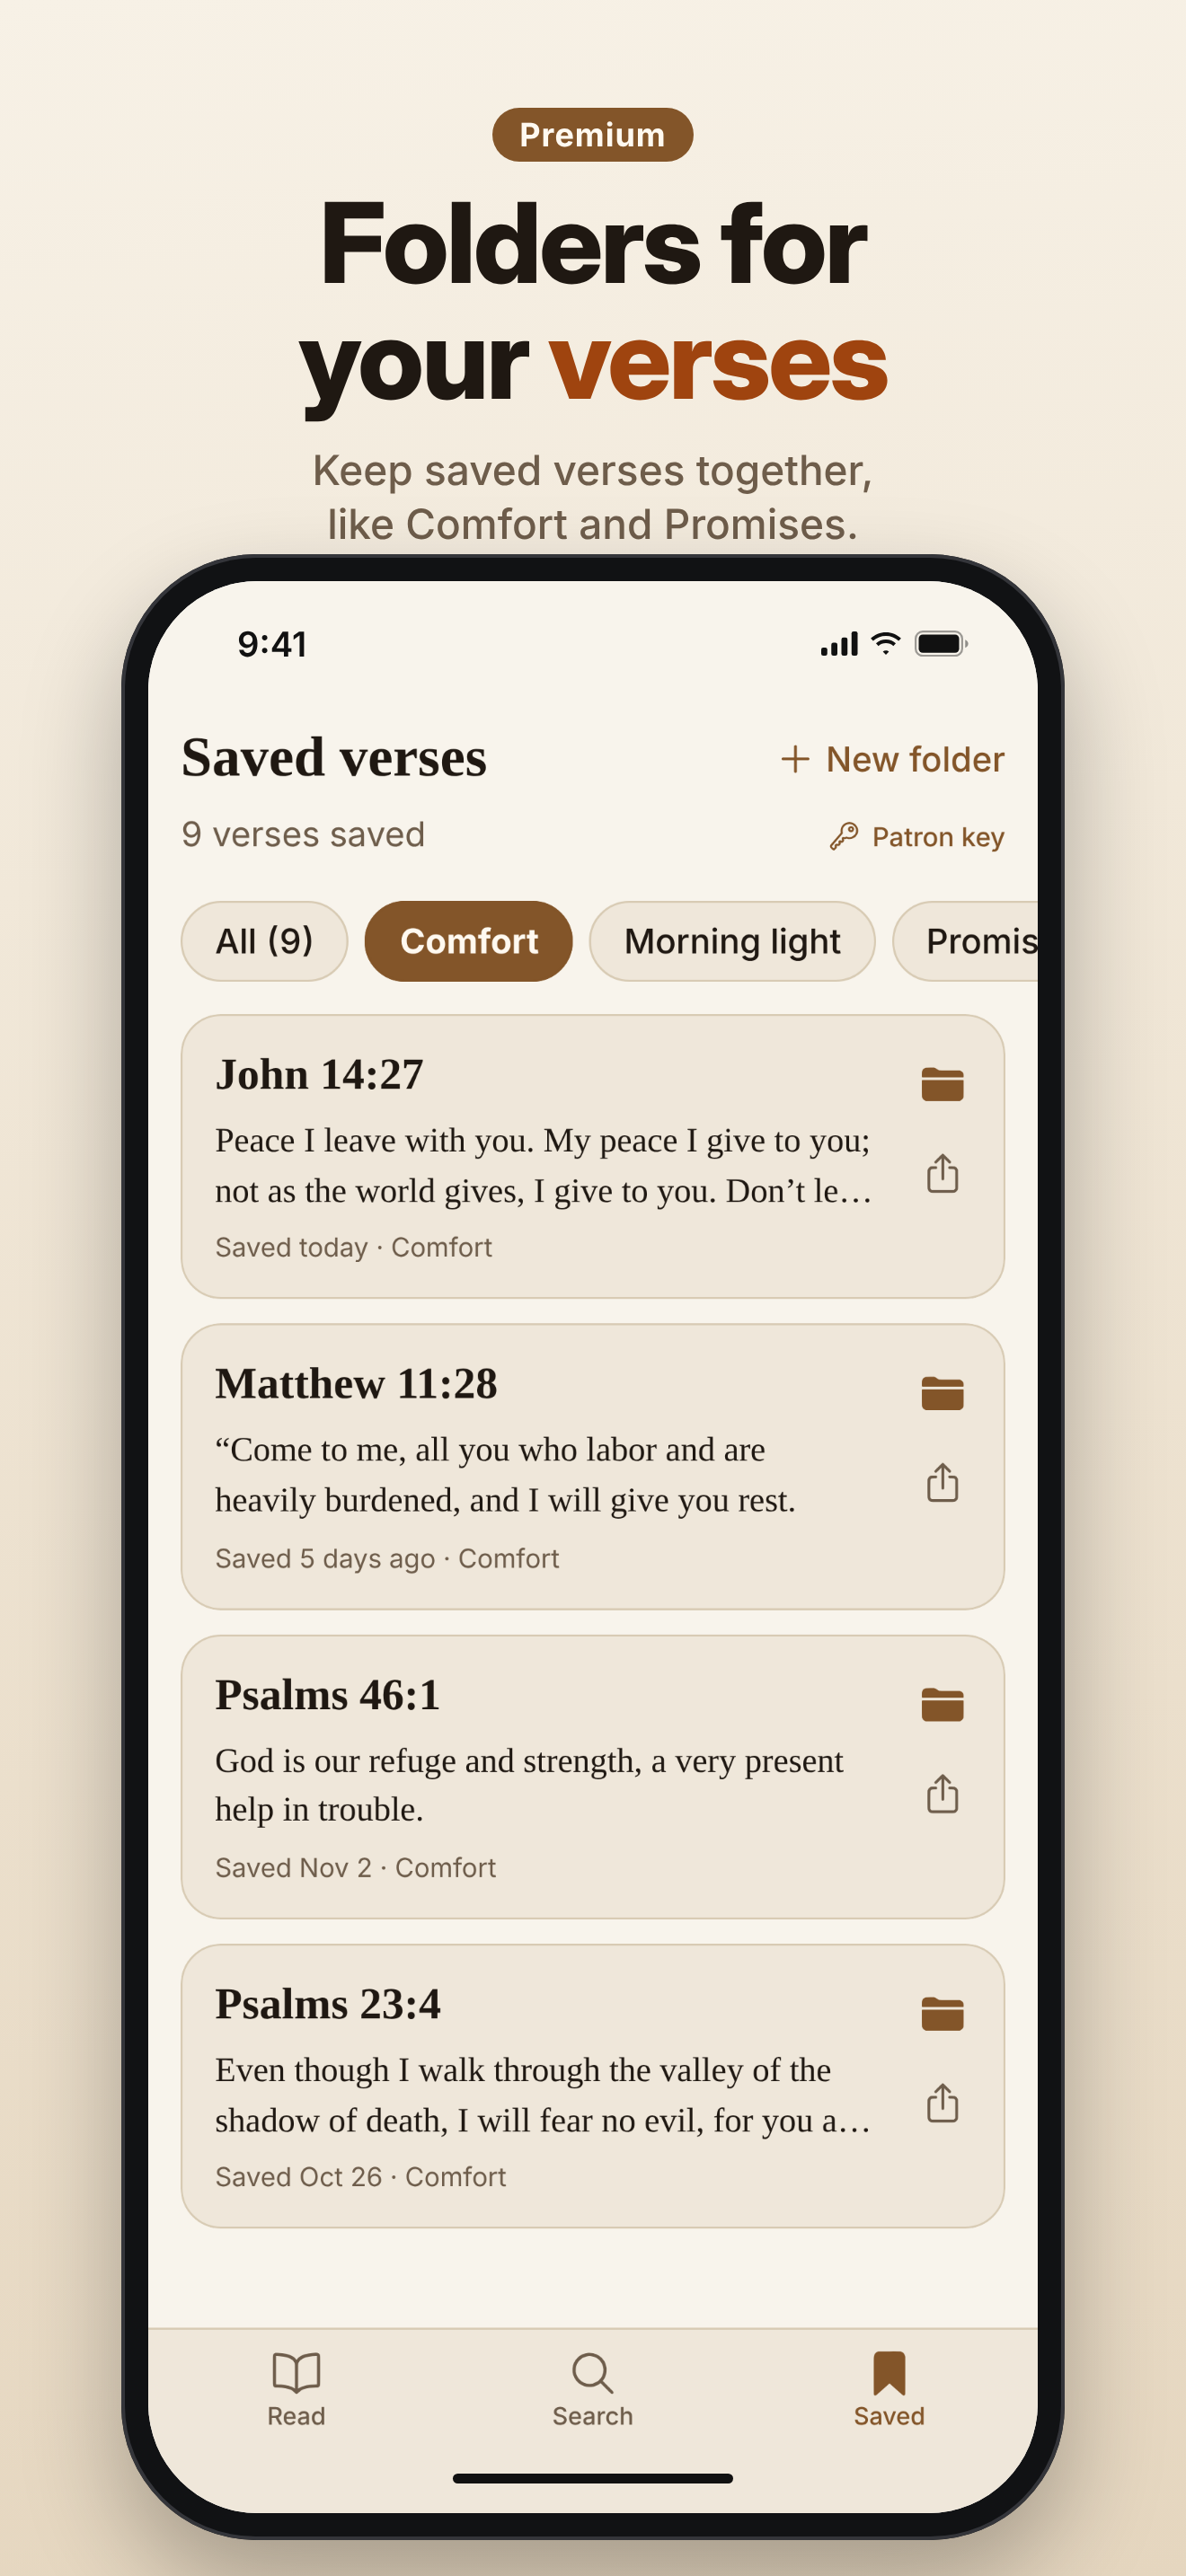 Premium
Folders for
your verses
Keep saved verses together,
like Comfort and Promises.
9:41
Saved verses
New folder
9 verses saved
Patron key
All (9)
Comfort
Morning light
Promis
John 14:27
Peace I leave with you. My peace I give to you;
not as the world gives, I give to you. Don’t le…
Saved today · Comfort
Matthew 11:28
“Come to me, all you who labor and are
heavily burdened, and I will give you rest.
Saved 5 days ago · Comfort
Psalms 46:1
God is our refuge and strength, a very present
help in trouble.
Saved Nov 2 · Comfort
Psalms 23:4
Even though I walk through the valley of the
shadow of death, I will fear no evil, for you a…
Saved Oct 26 · Comfort
Read
Search
Saved